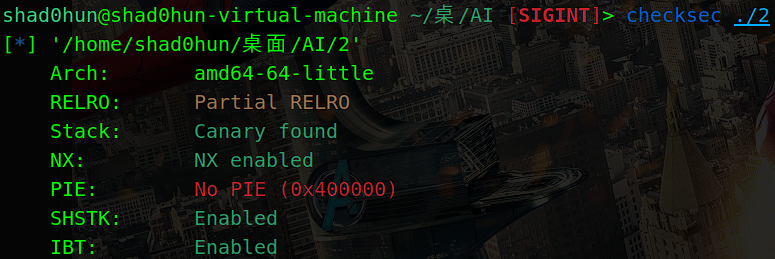 shad0hun@shad0hun-virtual-machine ~/桌/AI [SIGINT]> checksec ./2
[*] '/home/shad0hun/桌面/AI/2'
    Arch:       amd64-64-little
    RELRO:      Partial RELRO
    Stack:      Canary found
    NX:         NX enabled
    PIE:        No PIE (0x400000)
    SHSTK:      Enabled
    IBT:        Enabled